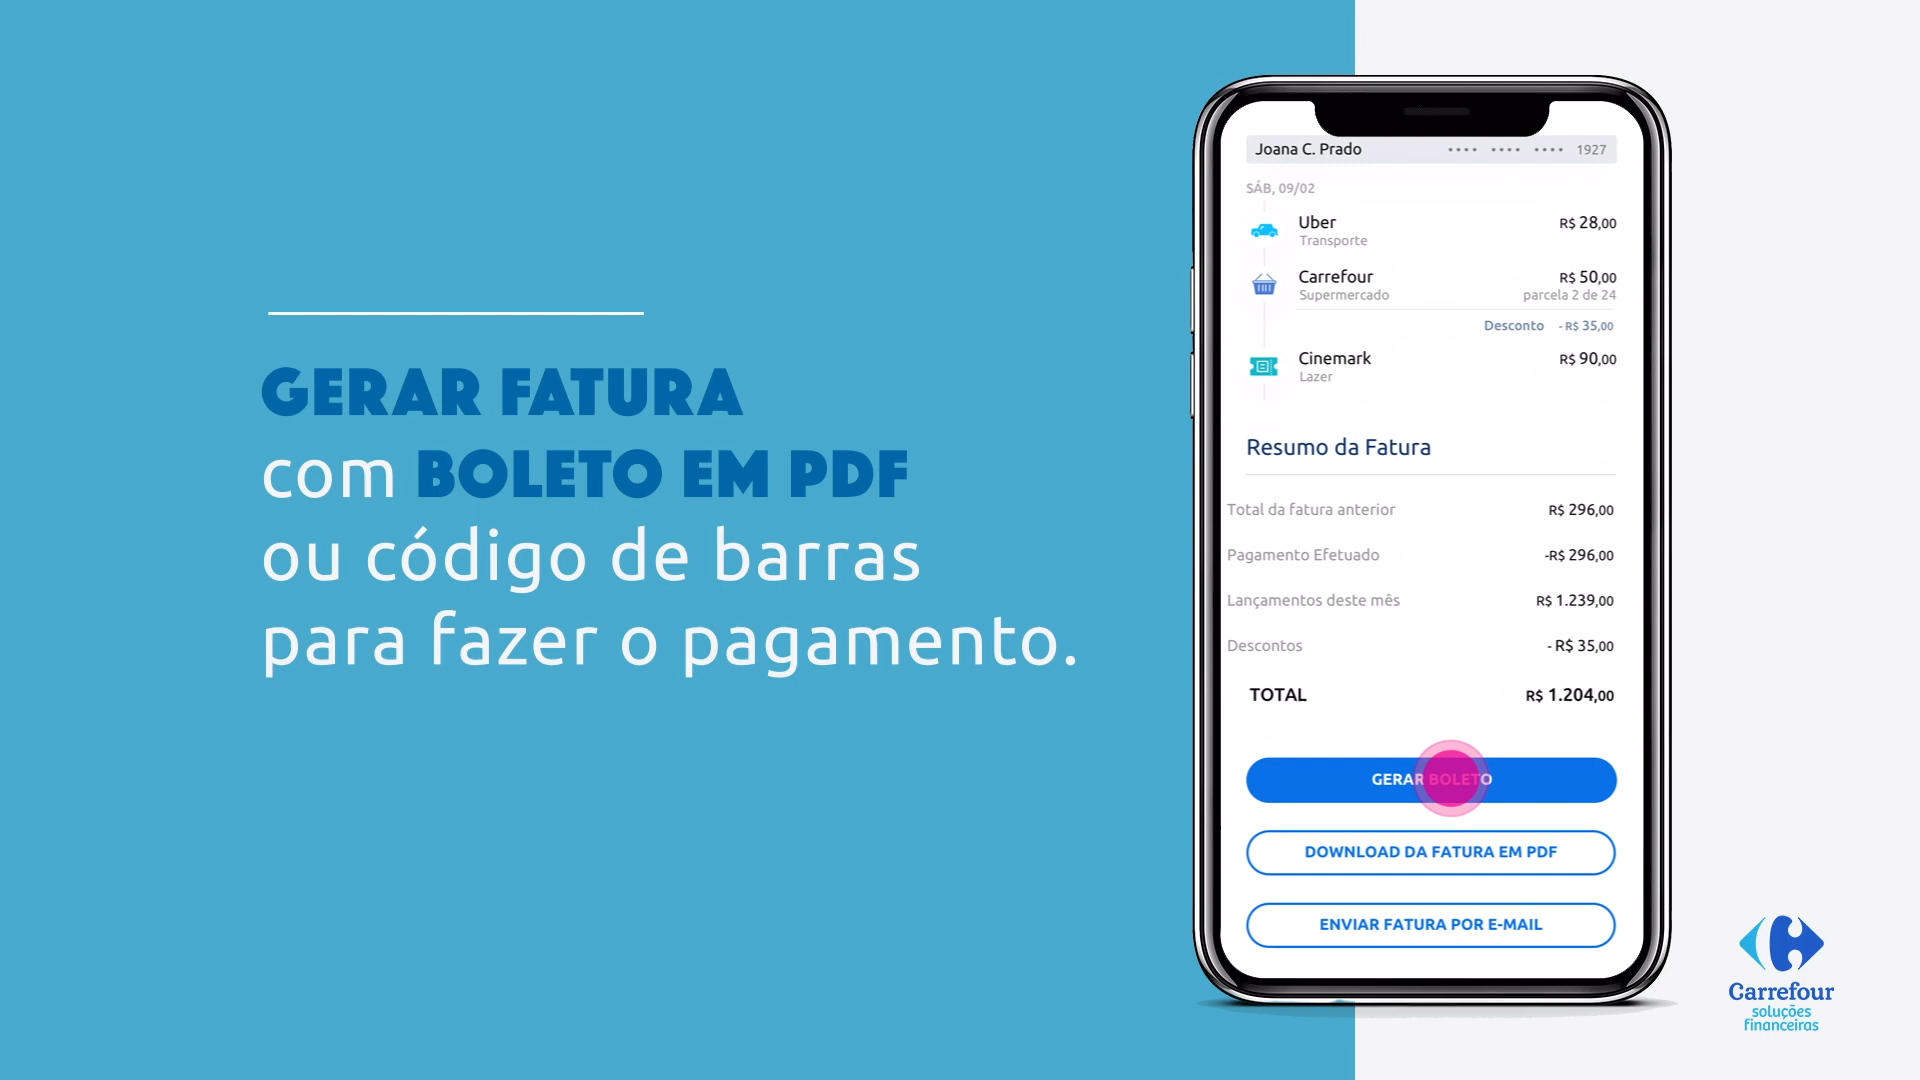 GERAR FATURA
com BOLETO EM PDF
ou código de barras
para fazer o pagamento.
Joana C. Prado •••• •••• •••• 1927
SÁB, 09/02
Uber R$ 28,00
Transporte
Carrefour R$ 50,00
Supermercado parcela 2 de 24
Desconto - R$ 35,00
Cinemark R$ 90,00
Lazer
Resumo da Fatura
Total da fatura anterior R$ 296,00
Pagamento Efetuado -R$ 296,00
Lançamentos deste mês R$ 1.239,00
Descontos - R$ 35,00
TOTAL R$ 1.204,00
GERAR BOLETO
DOWNLOAD DA FATURA EM PDF
ENVIAR FATURA POR E-MAIL
Carrefour
soluções
financeiras